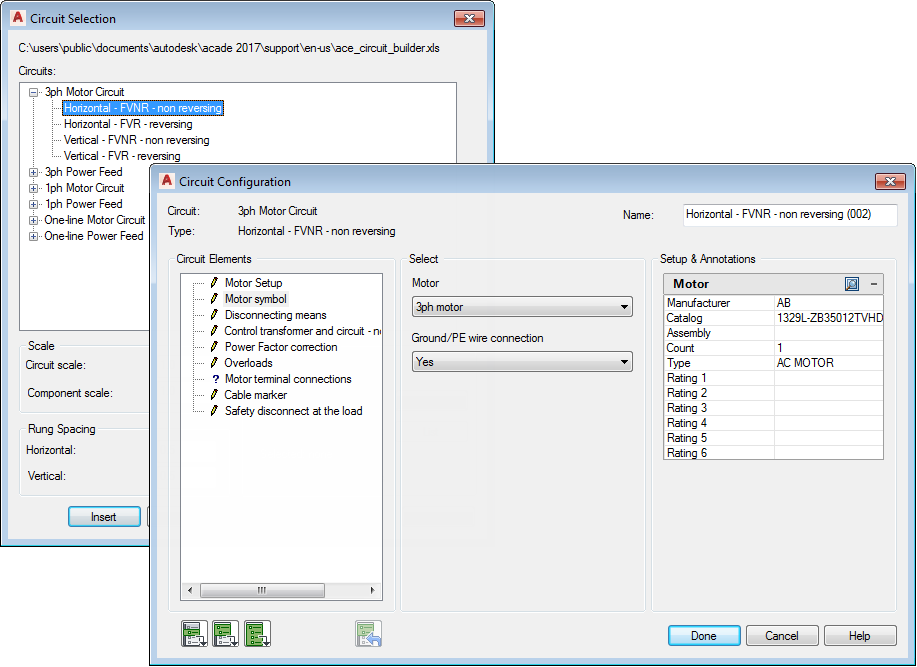 Circuit Selection
C:\users\public\documents\autodesk\acade 2017\support\en-us\ace_circuit_builder.xls
Circuits:
3ph Motor Circuit
Horizontal - FVNR - non reversing
Horizontal - FVR - reversing
Vertical - FVNR - non reversing
Vertical - FVR - reversing
3ph Power Feed
1ph Motor Circuit
1ph Power Feed
One-line Motor Circuit
One-line Power Feed
Scale
Circuit scale:
Component scale:
Rung Spacing
Horizontal:
Vertical:
Insert
Circuit Configuration
Circuit: 3ph Motor Circuit
Type: Horizontal - FVNR - non reversing
Name: Horizontal - FVNR - non reversing (002)
Circuit Elements
Motor Setup
Motor symbol
Disconnecting means
Control transformer and circuit - n
Power Factor correction
Overloads
? Motor terminal connections
Cable marker
Safety disconnect at the load
Select
Motor
3ph motor
Ground/PE wire connection
Yes
Setup & Annotations
Motor
Manufacturer AB
Catalog 1329L-ZB35012TVHD
Assembly
Count 1
Type AC MOTOR
Rating 1
Rating 2
Rating 3
Rating 4
Rating 5
Rating 6
Done
Cancel
Help